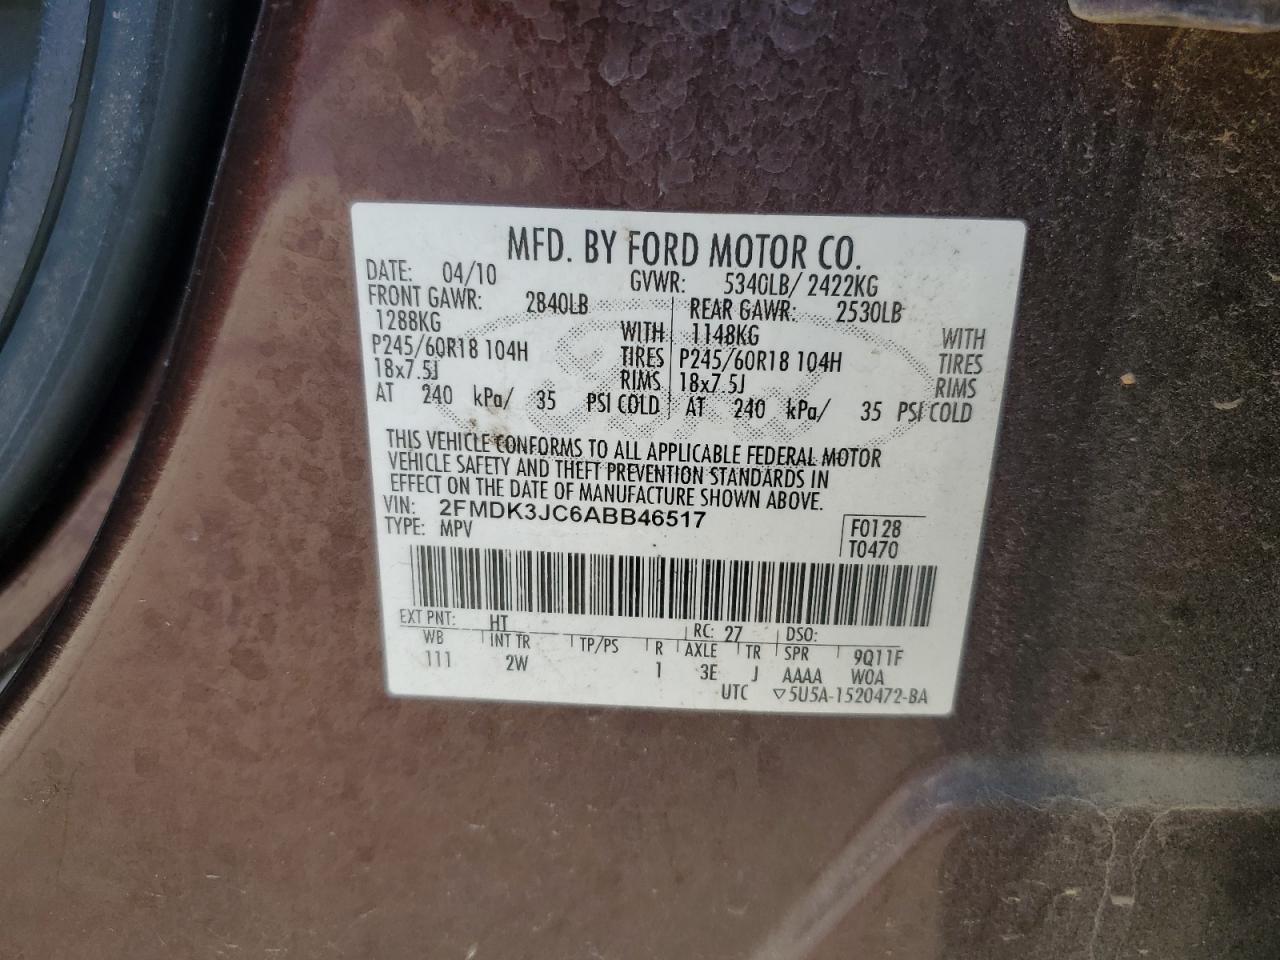 MFD. BY FORD MOTOR CO.
DATE: 04/10 GVWR: 5340LB/ 2422KG
FRONT GAWR: 2840LB REAR GAWR: 2530LB
1288KG WITH 1148KG WITH
P245/60R18 104H TIRES P245/60R18 104H TIRES
18x7.5J RIMS 18x7.5J RIMS
AT 240 kPa/ 35 PSI COLD AT 240 kPa/ 35 PSI COLD
THIS VEHICLE CONFORMS TO ALL APPLICABLE FEDERAL MOTOR
VEHICLE SAFETY AND THEFT PREVENTION STANDARDS IN
EFFECT ON THE DATE OF MANUFACTURE SHOWN ABOVE.
VIN: 2FMDK3JC6ABB46517 F0128
TYPE: MPV T0470
EXT PNT: HT RC: 27 DSO:
WB INT TR TP/PS R AXLE TR SPR 9Q11F
111 2W 1 3E J AAAA WOA
UTC ▽5U5A-1520472-BA